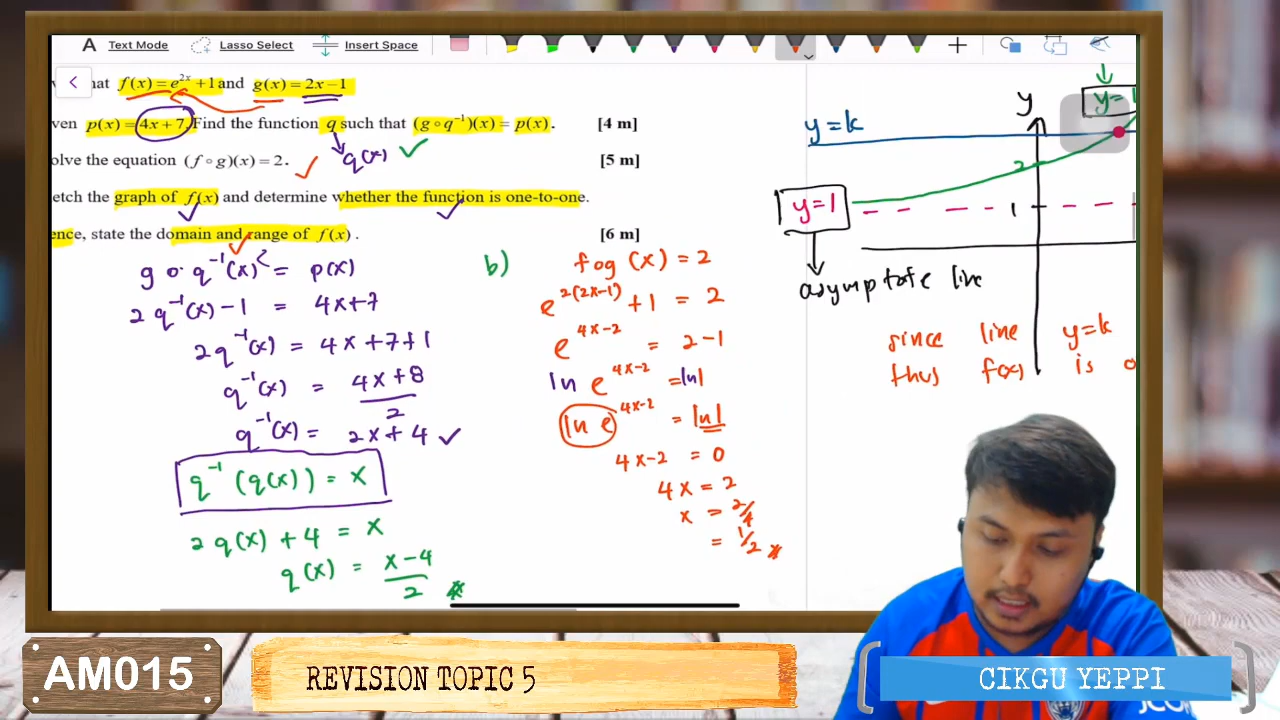 A Text Mode Lasso Select Insert Space
hat f(x) = e^{2x} + 1 and g(x) = 2x − 1
ven p(x) = 4x + 7. Find the function q such that (g∘q⁻¹)(x) = p(x). [4 m]
q(x)
olve the equation (f∘g)(x) = 2. [5 m]
etch the graph of f(x) and determine whether the function is one-to-one.
ence, state the domain and range of f(x). [6 m]
g o q⁻¹(x) = p(x)
2q⁻¹(x) − 1 = 4x+7
2q⁻¹(x) = 4x+7+1
q⁻¹(x) = 4x+8 / 2
q⁻¹(x) = 2x+4 ✓
q⁻¹(q(x)) = x
2q(x) + 4 = x
q(x) = x−4 / 2
b) fog(x) = 2
e^{2(2x−1)} + 1 = 2
e^{4x−2} = 2−1
ln e^{4x−2} = ln1
ln e^{4x−2} = ln1
4x−2 = 0
4x = 2
x = 2/4
= 1/2
y
y=1
y=k
2
y=1
1
asymptote line
since line y=k
thus f(x) is o
AM015
REVISION TOPIC 5
CIKGU YEPPI